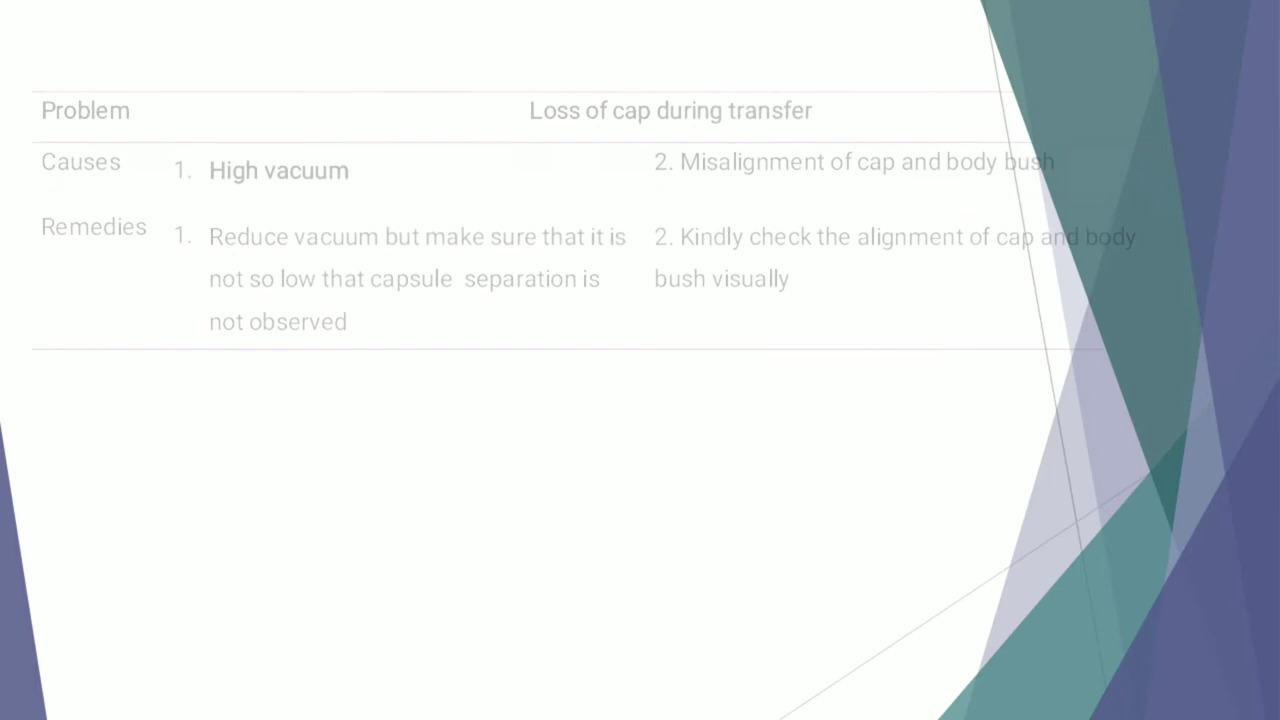 Problem Loss of cap during transfer
Causes 1. High vacuum 2. Misalignment of cap and body bush
Remedies 1. Reduce vacuum but make sure that it is 2. Kindly check the alignment of cap and body
not so low that capsule separation is bush visually
not observed